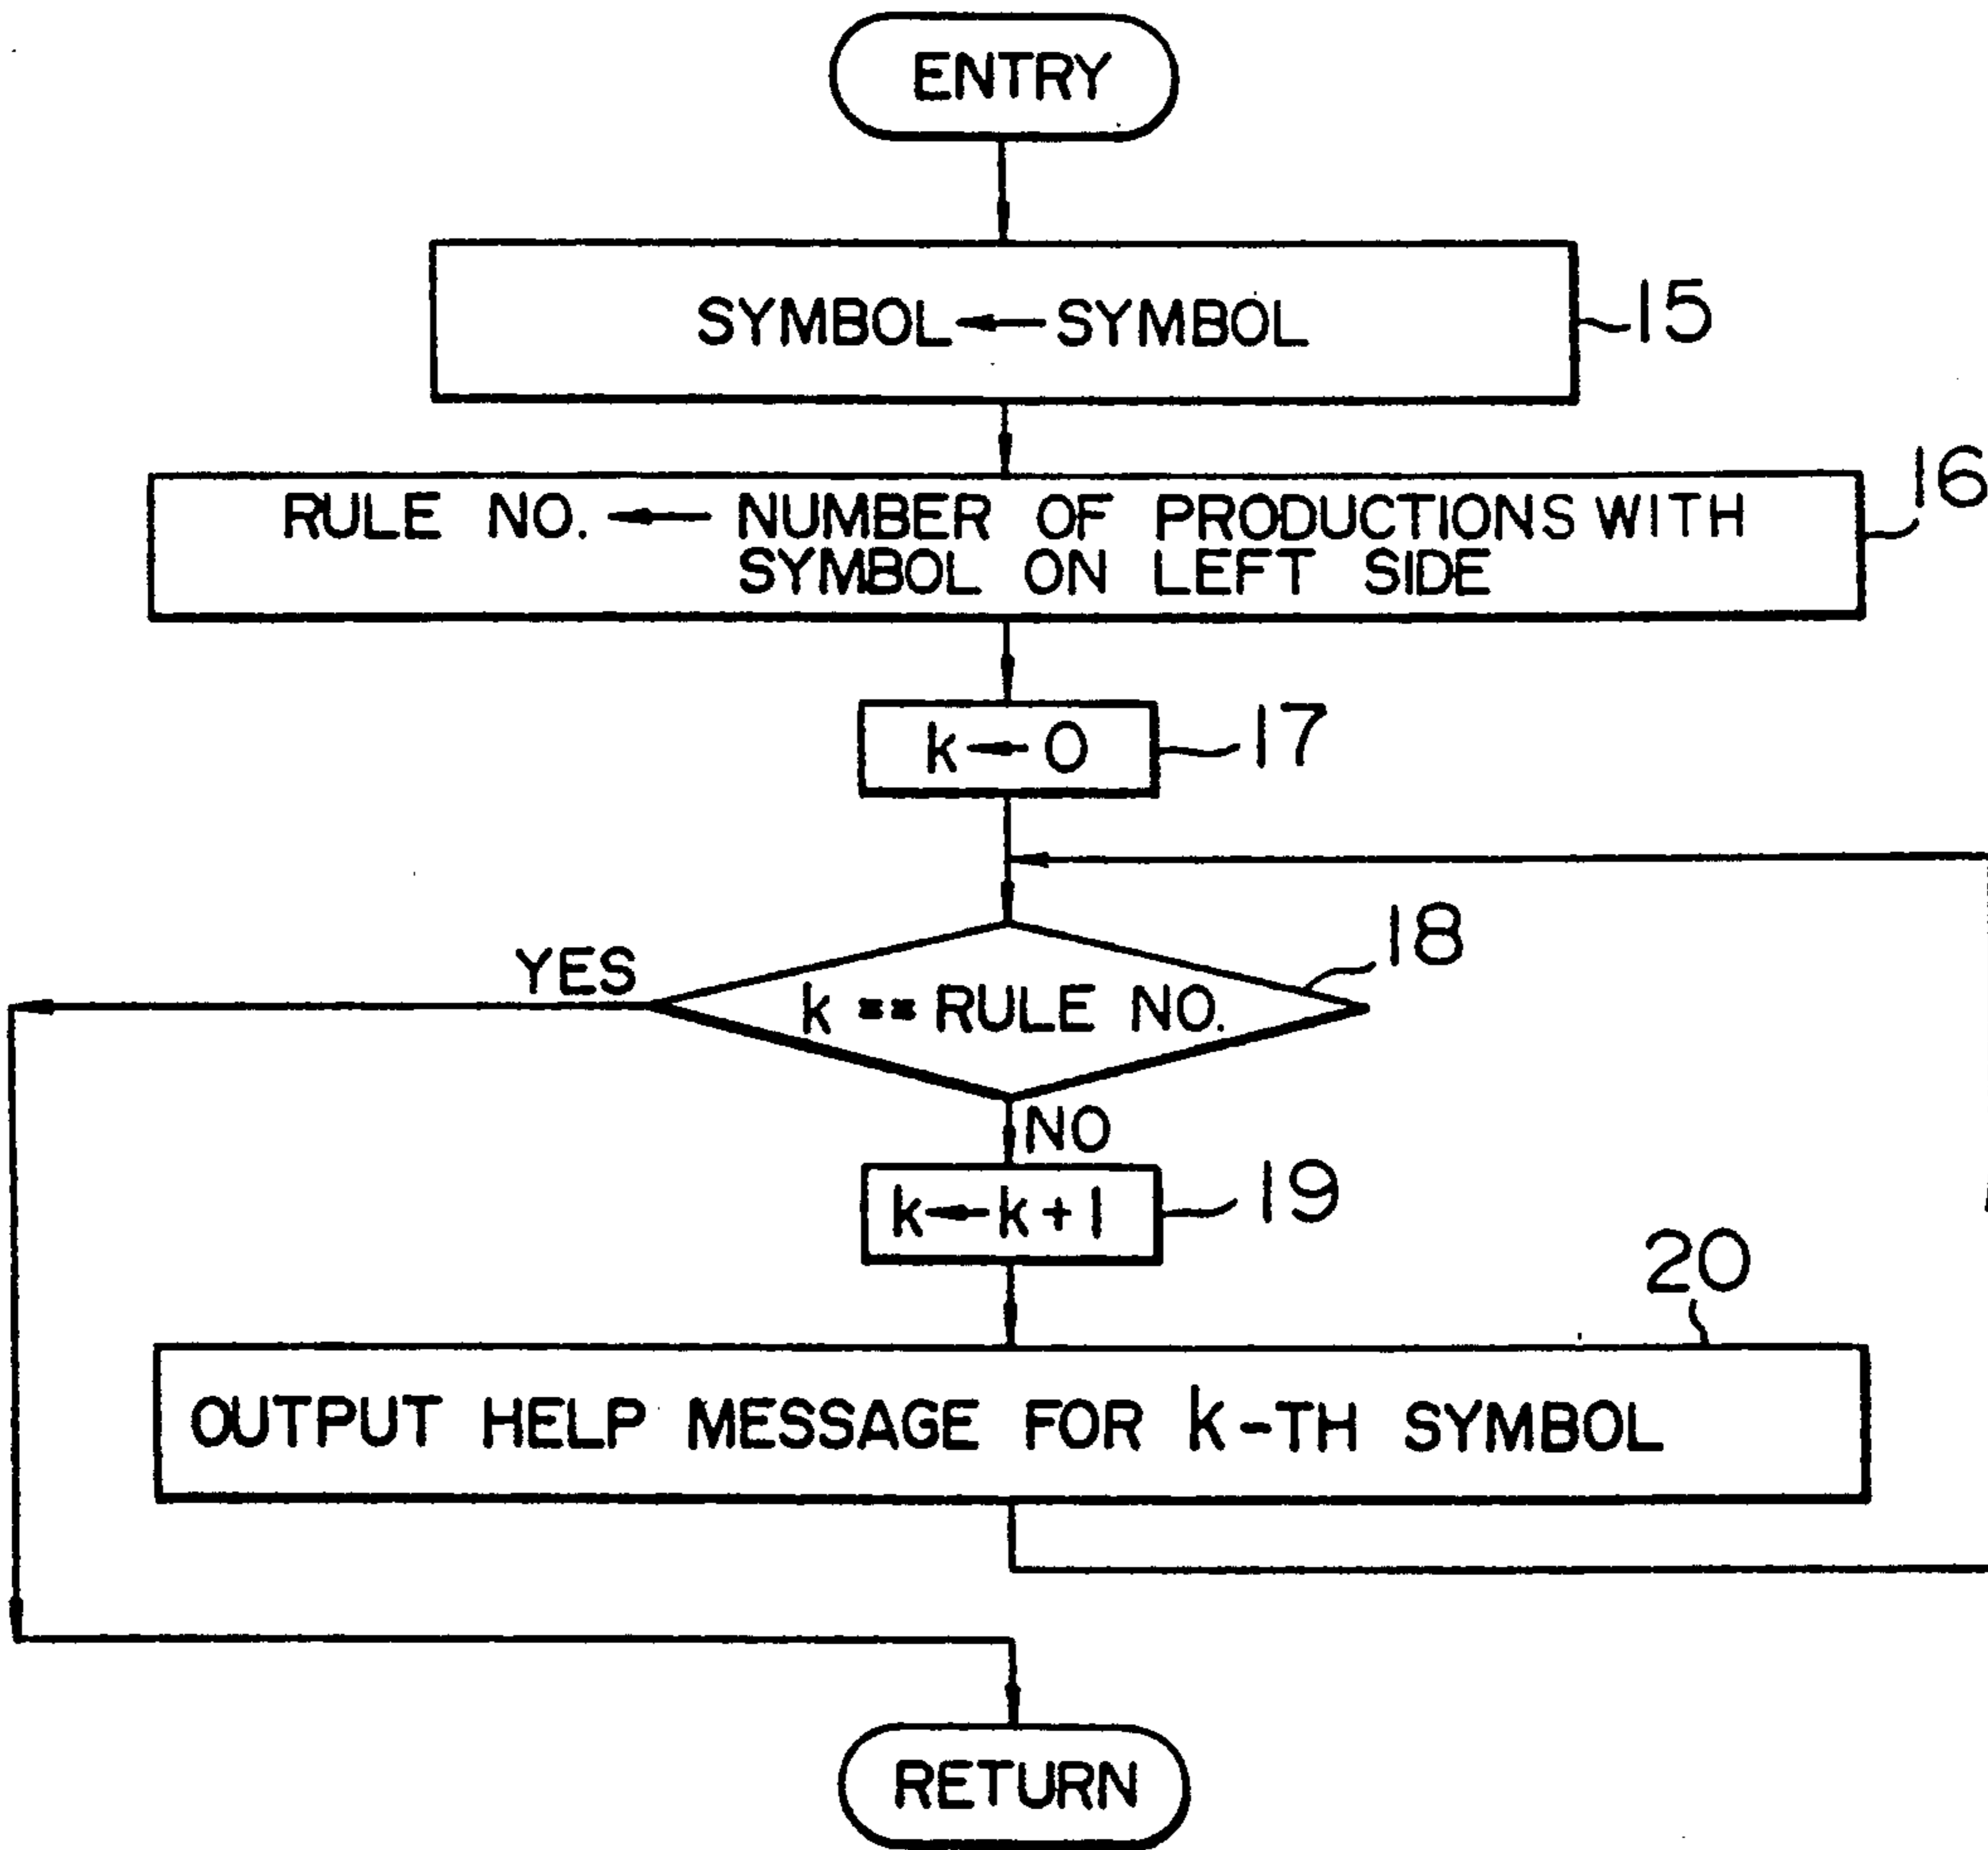 ENTRY
SYMBOL ← SYMBOL
15
16
RULE NO. ← NUMBER OF PRODUCTIONS WITH
SYMBOL ON LEFT SIDE
k ← 0
17
18
YES
k == RULE NO.
NO
k ← k + 1
19
20
OUTPUT HELP MESSAGE FOR k-TH SYMBOL
RETURN